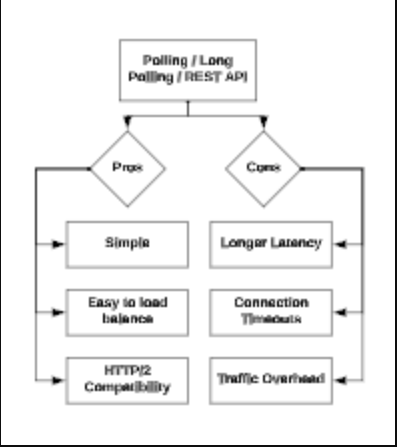 Polling / Long
Polling / REST API
Pros
Cons
Simple
Longer Latency
Easy to load
balance
Connection
Timeouts
HTTP/2
Compatibility
Traffic Overhead